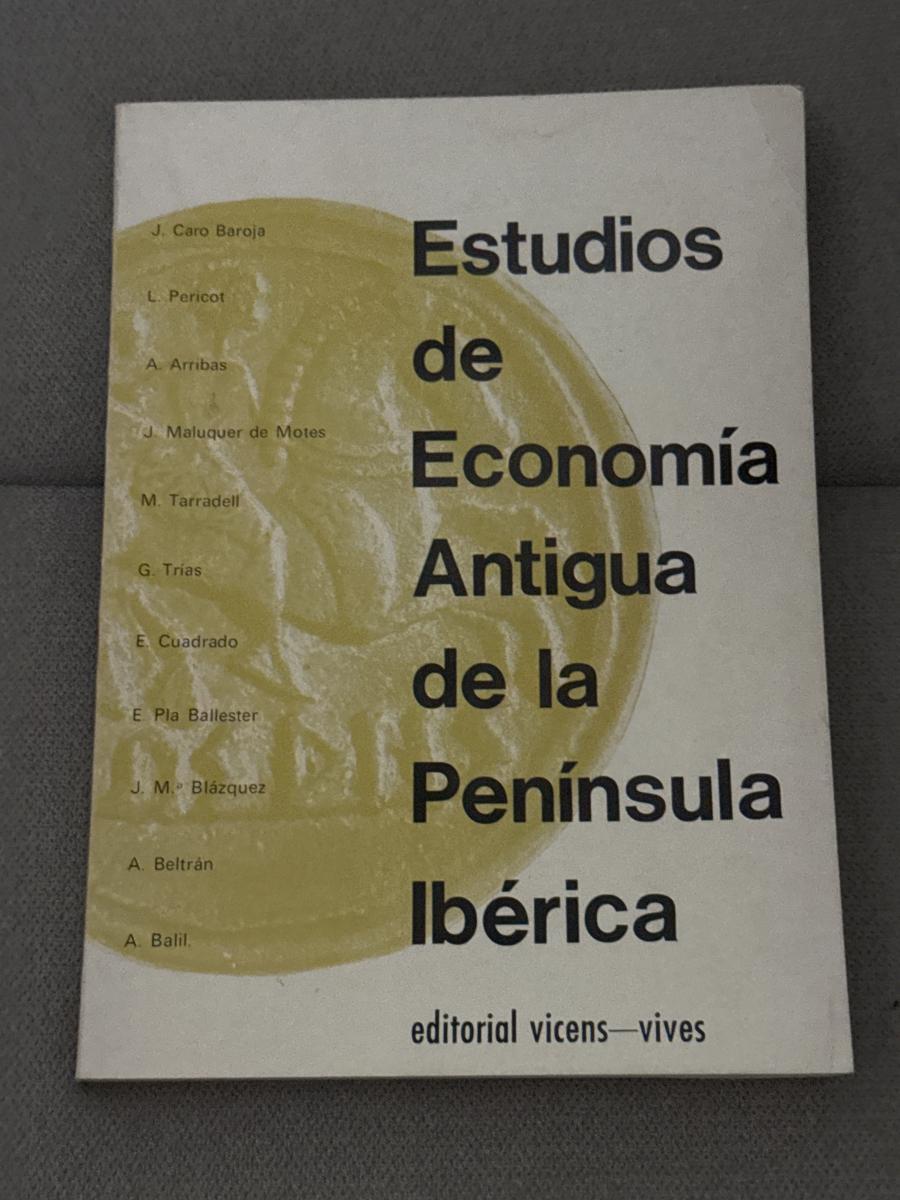 J. Caro Baroja
L. Pericot
A. Arribas
J. Maluquer de Motes
M. Tarradell
G. Trías
E. Cuadrado
E. Pla Ballester
J. M.ª Blázquez
A. Beltrán
A. Balil.
Estudios
de
Economía
Antigua
de la
Península
Ibérica
editorial vicens—vives